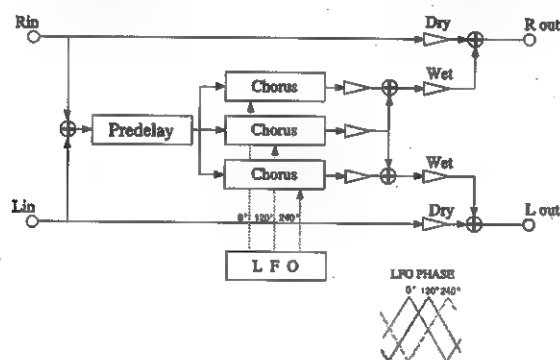 Rin
Dry
R out
Chorus
Wet
Predelay
Chorus
Chorus
Wet
Lin
0° 120° 240°
Dry
L out
L F O
LFO PHASE
0° 120° 240°